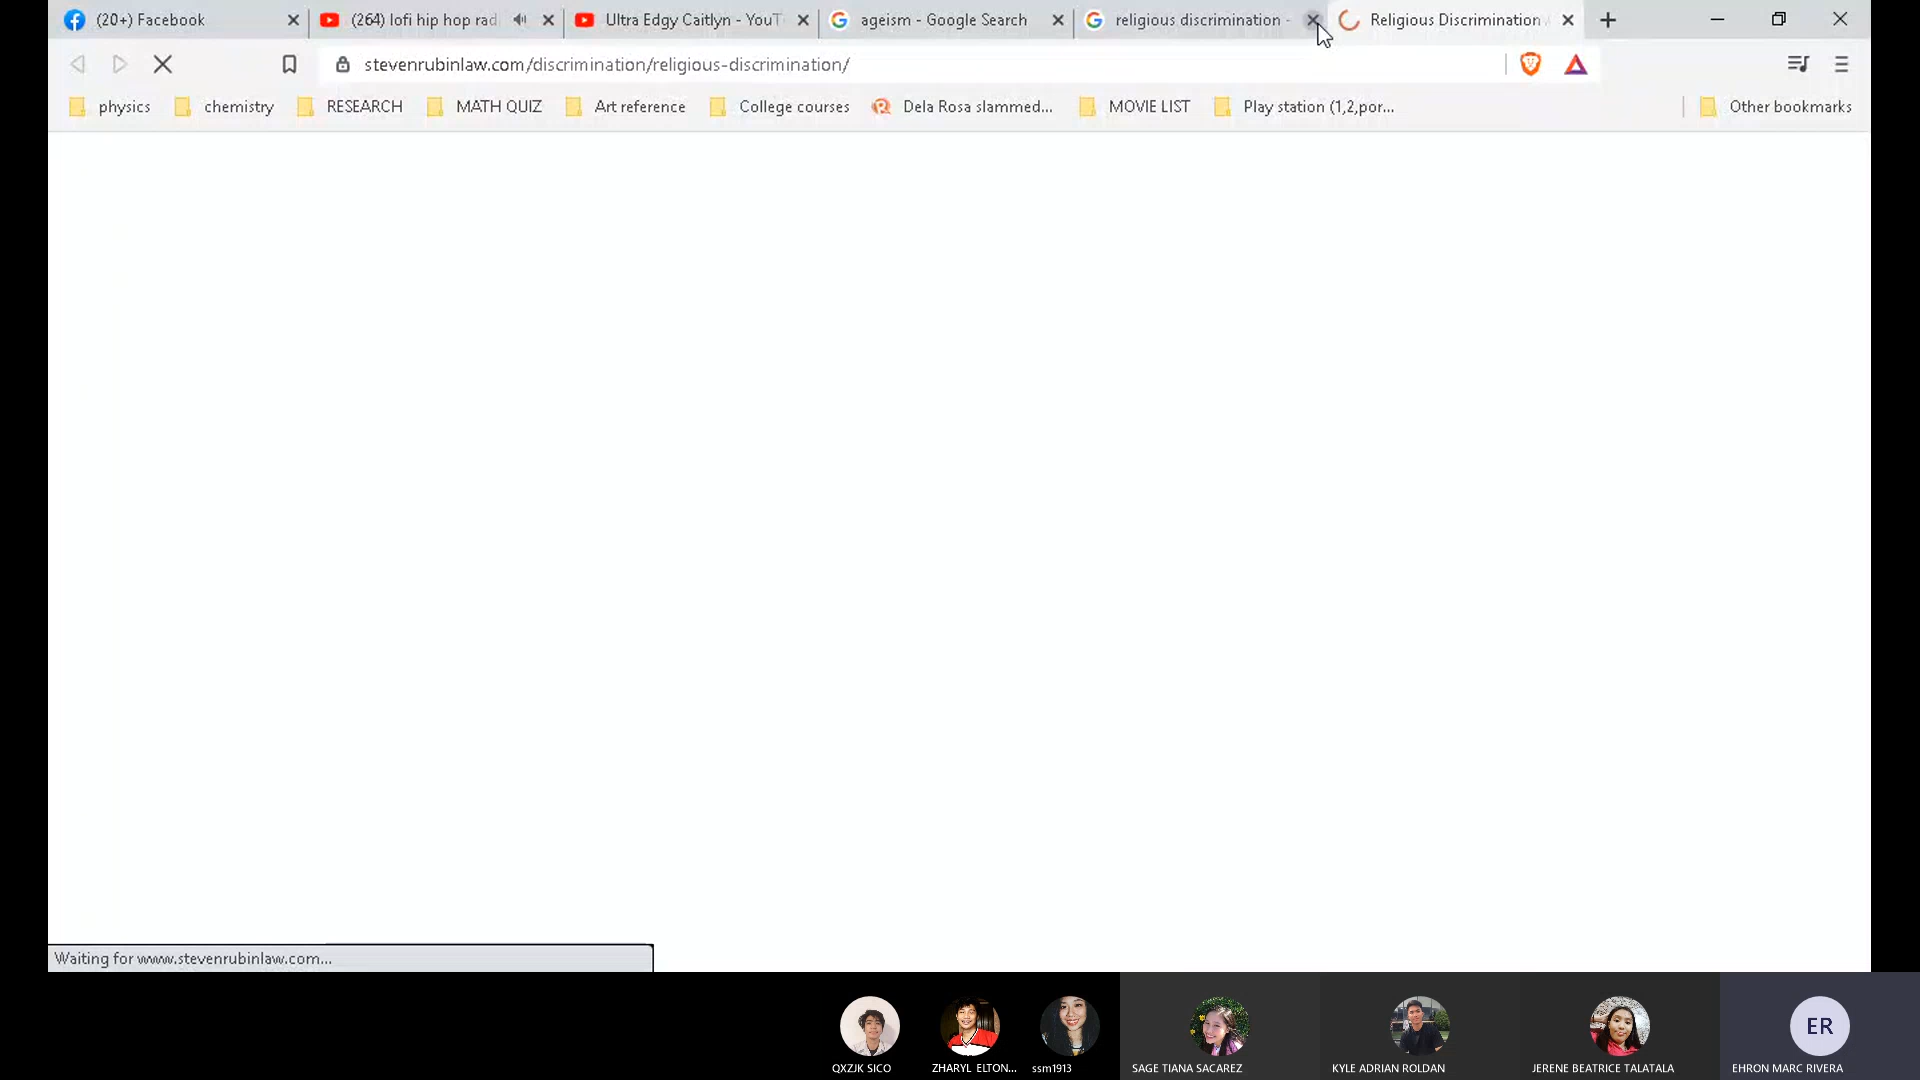 (20+) Facebook
(264) lofi hip hop rad
Ultra Edgy Caitlyn - YouT
ageism - Google Search
religious discrimination -
Religious Discrimination
stevenrubinlaw.com/discrimination/religious-discrimination/
physics
chemistry
RESEARCH
MATH QUIZ
Art reference
College courses
Dela Rosa slammed...
MOVIE LIST
Play station (1,2,por...
Other bookmarks
Waiting for www.stevenrubinlaw.com...
ER
QXZJK SICO
ZHARYL ELTON...
ssm1913
SAGE TIANA SACAREZ
KYLE ADRIAN ROLDAN
JERENE BEATRICE TALATALA
EHRON MARC RIVERA